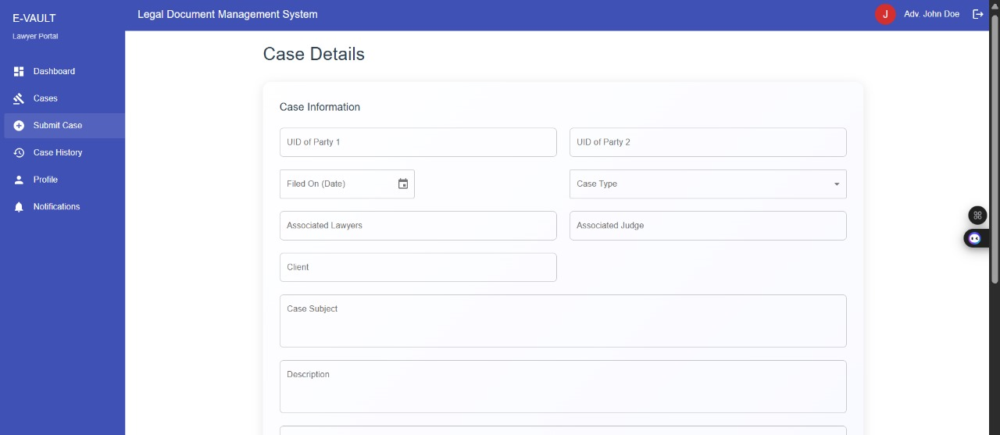 E-VAULT
Lawyer Portal
Dashboard
Cases
Submit Case
Case History
Profile
Notifications
Legal Document Management System
J
Adv. John Doe
Case Details
Case Information
UID of Party 1
UID of Party 2
Filed On (Date)
Case Type
Associated Lawyers
Associated Judge
Client
Case Subject
Description